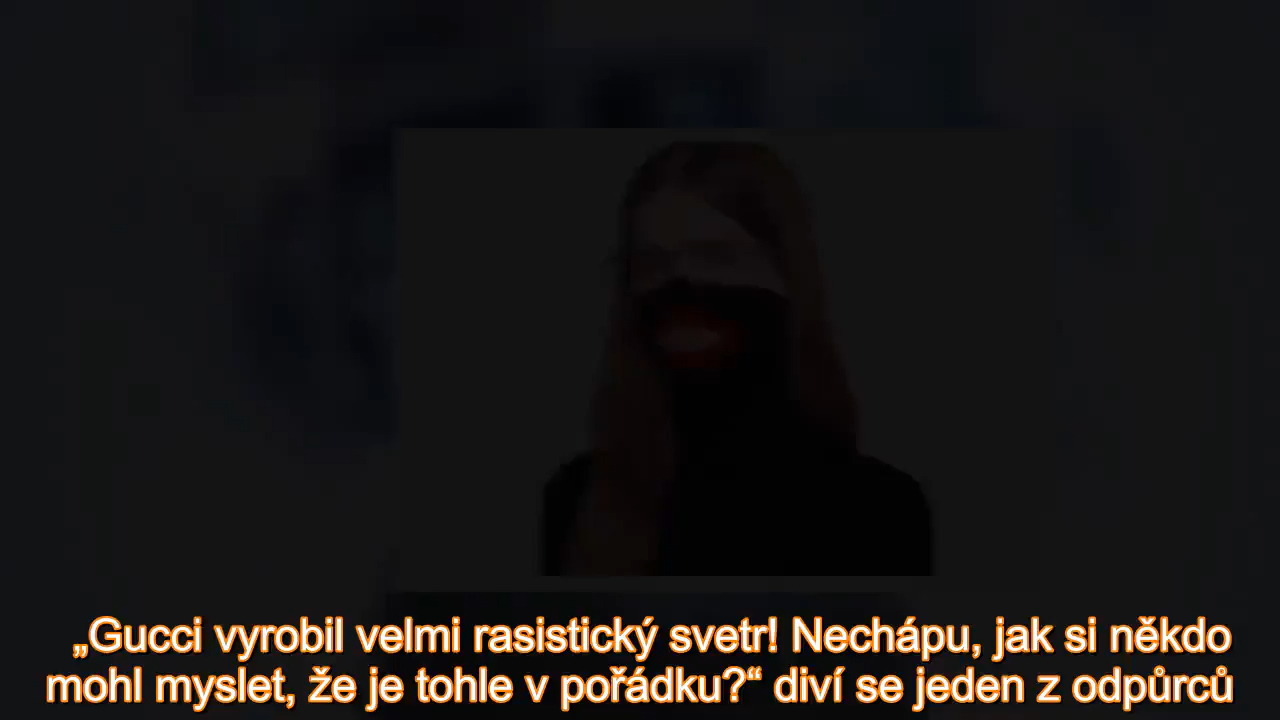 „Gucci vyrobil velmi rasistický svetr! Nechápu, jak si někdo
mohl myslet, že je tohle v pořádku?“ diví se jeden z odpůrců